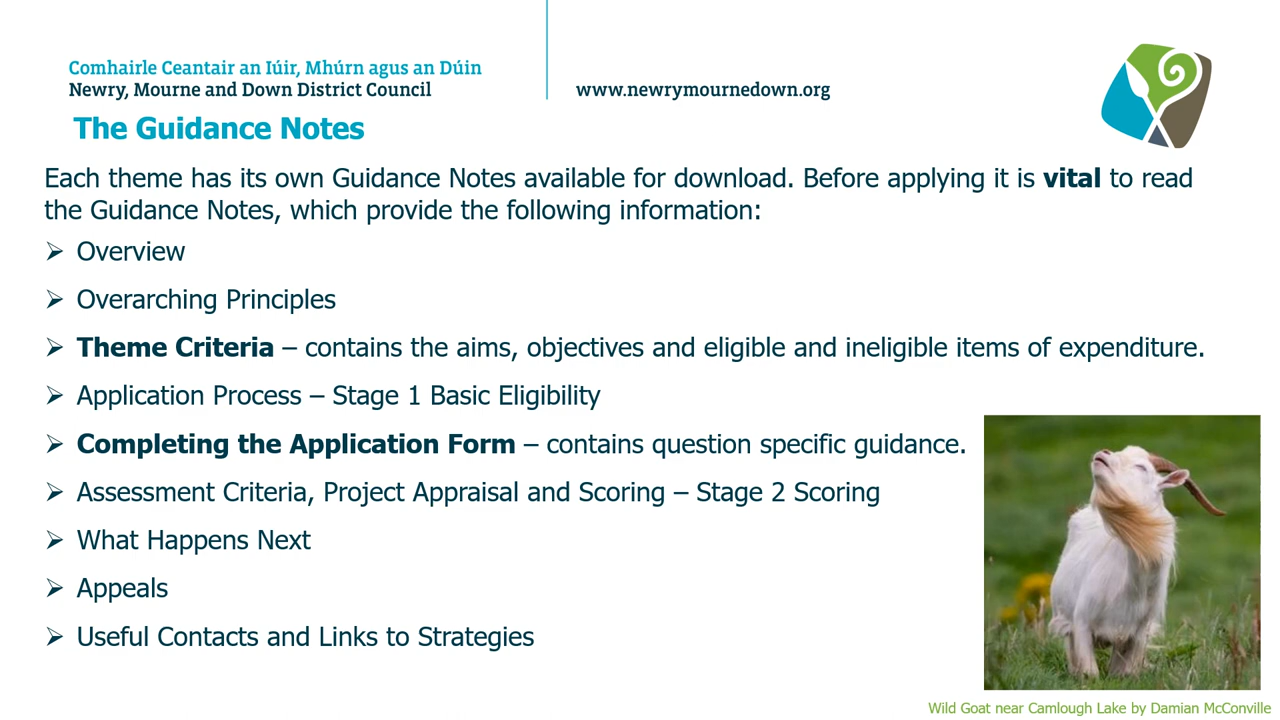 Comhairle Ceantair an Iúir, Mhúrn agus an Dúin
Newry, Mourne and Down District Council
www.newrymournedown.org
The Guidance Notes
Each theme has its own Guidance Notes available for download. Before applying it is vital to read
the Guidance Notes, which provide the following information:
➢ Overview
➢ Overarching Principles
➢ Theme Criteria – contains the aims, objectives and eligible and ineligible items of expenditure.
➢ Application Process – Stage 1 Basic Eligibility
➢ Completing the Application Form – contains question specific guidance.
➢ Assessment Criteria, Project Appraisal and Scoring – Stage 2 Scoring
➢ What Happens Next
➢ Appeals
➢ Useful Contacts and Links to Strategies
Wild Goat near Camlough Lake by Damian McConville